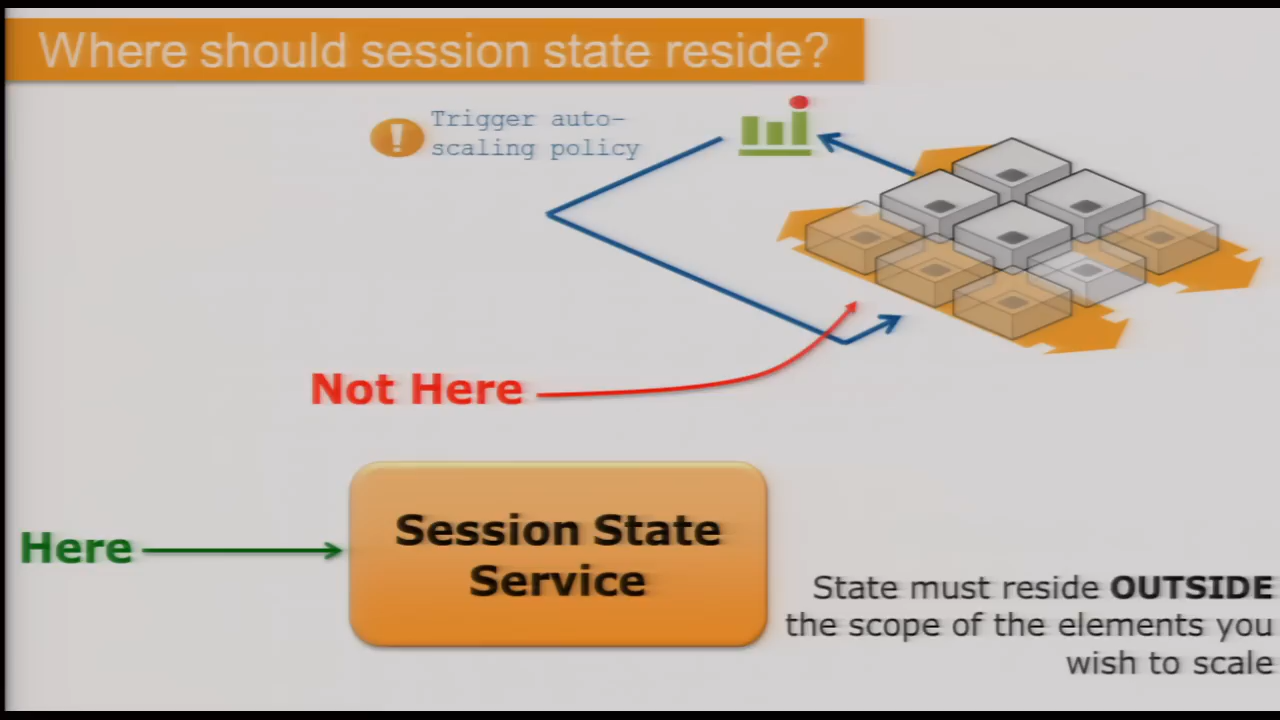 Where should session state reside?
Trigger auto-
scaling policy
Not Here
Here
Session State
Service
State must reside OUTSIDE
the scope of the elements you
wish to scale